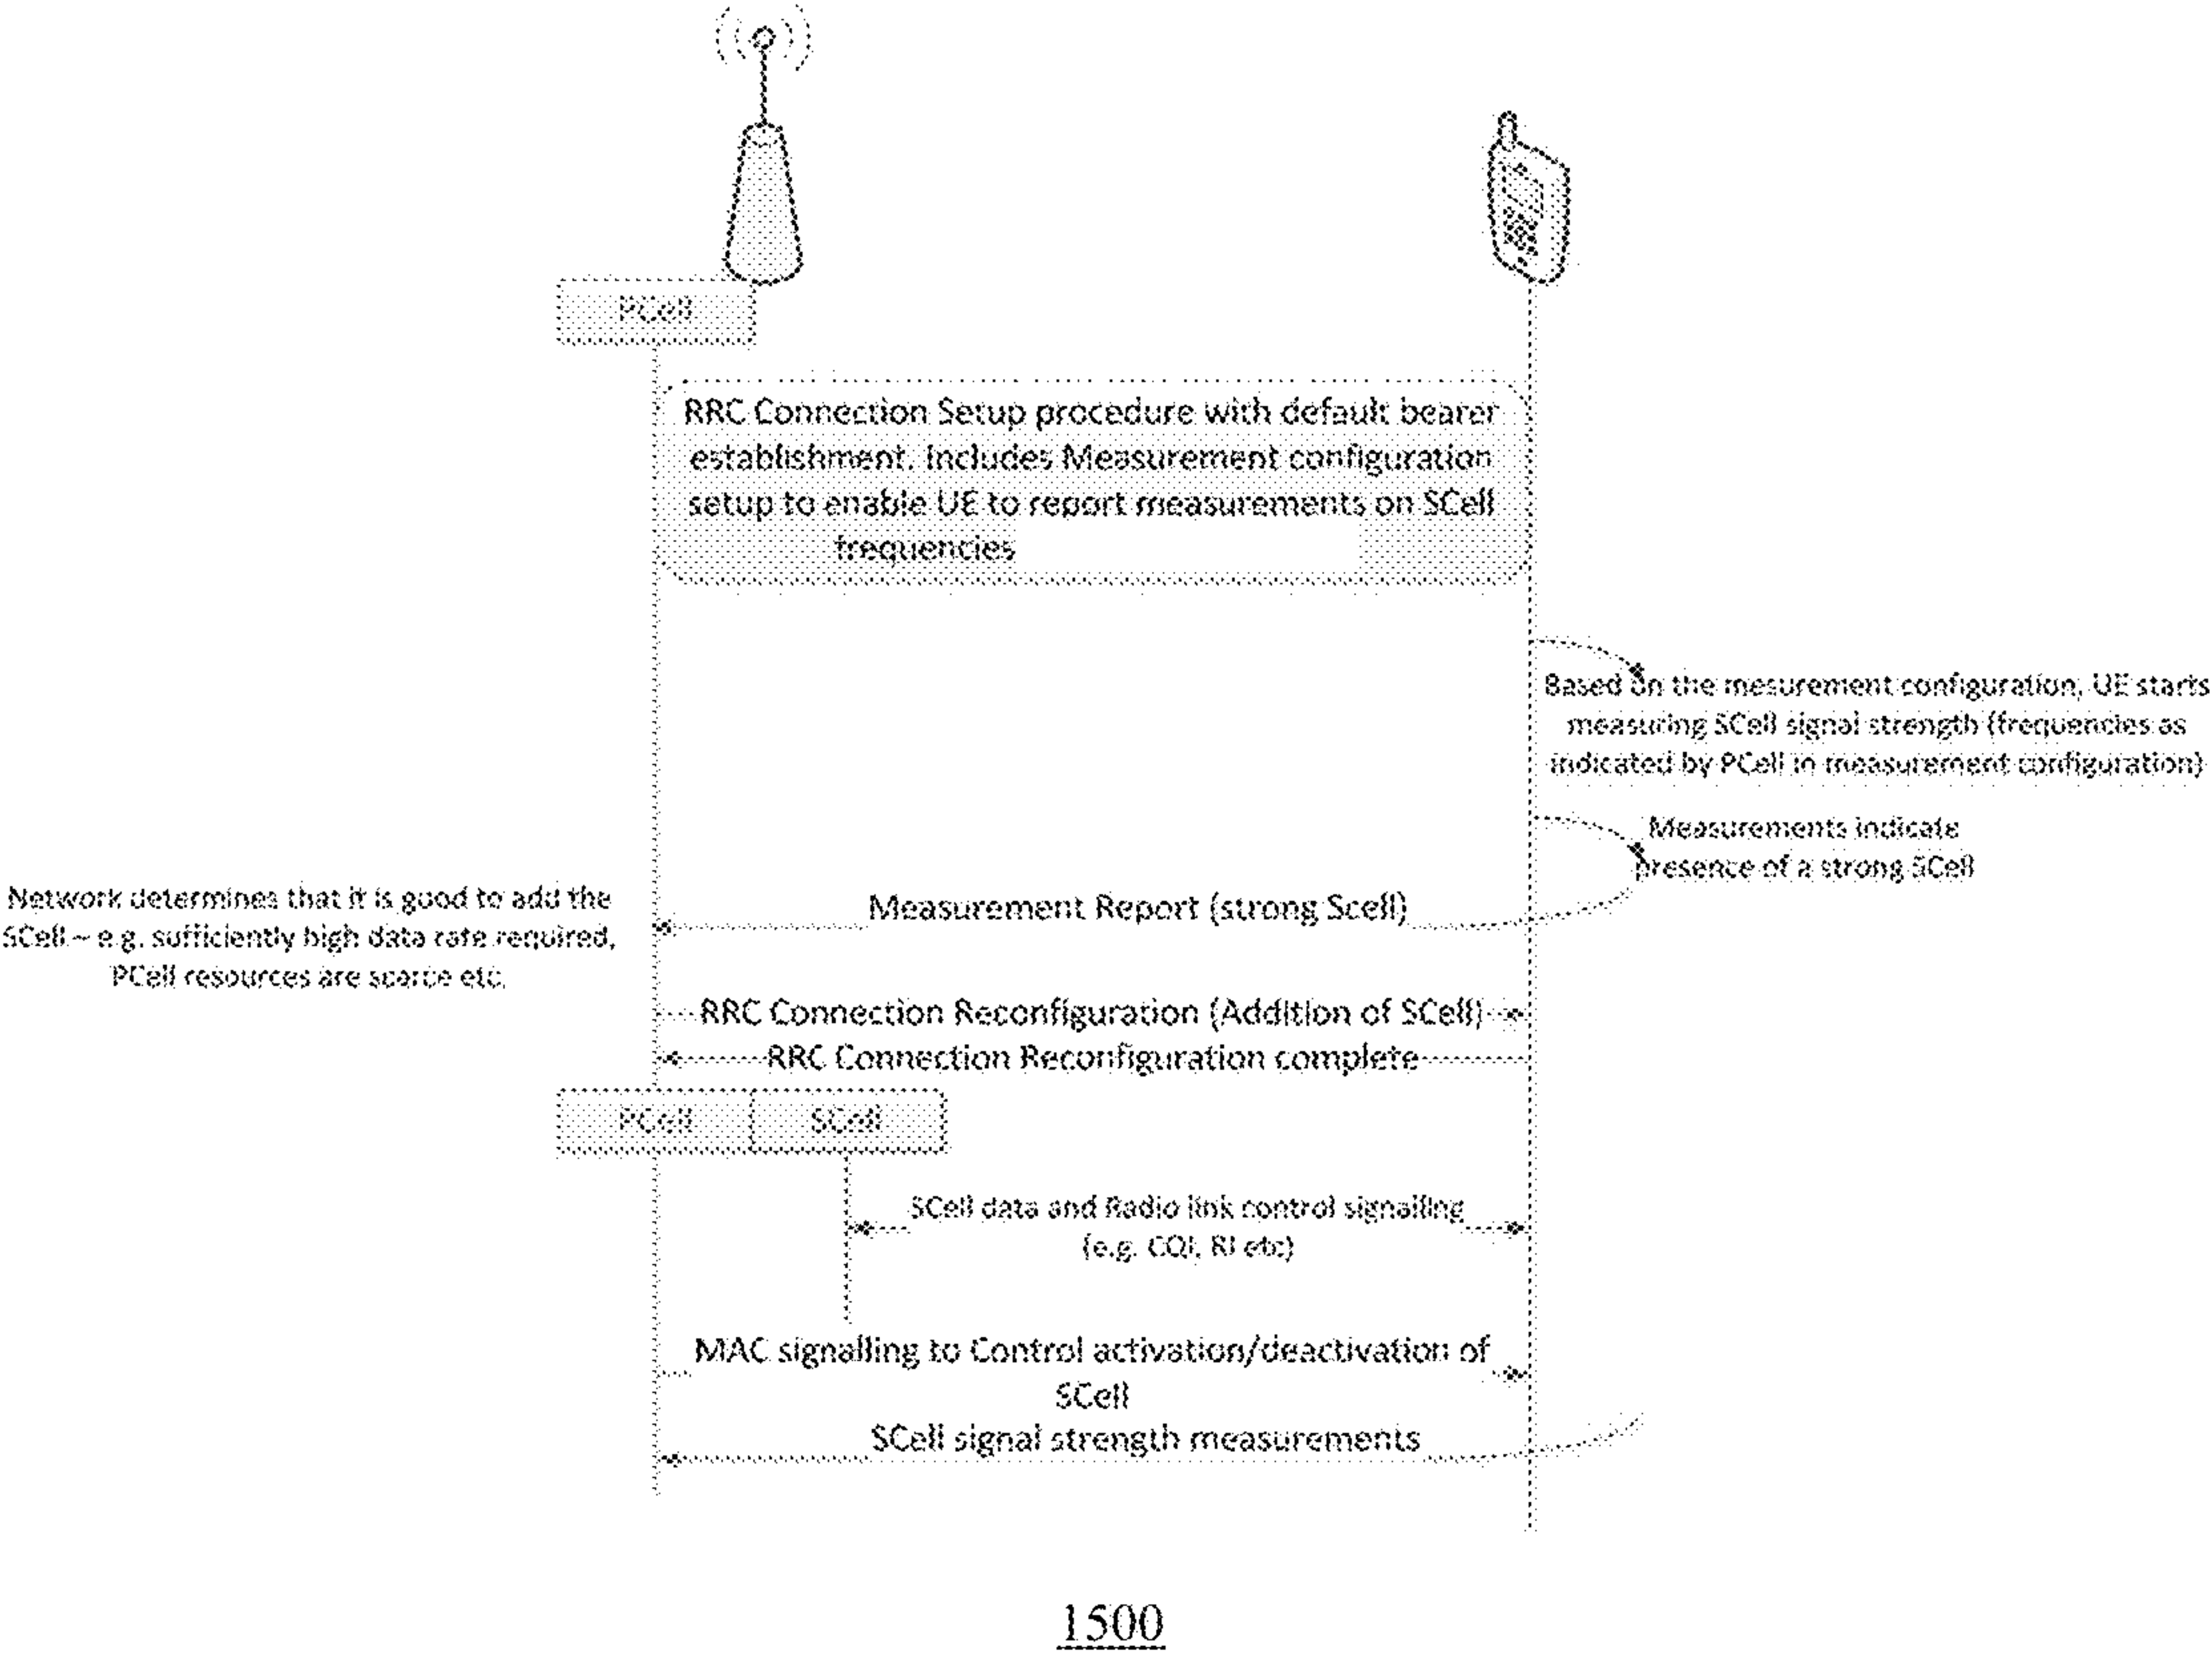 PCell
RRC Connection Setup procedure with default bearer
establishment. Includes Measurement configuration
setup to enable UE to report measurements on SCell
frequencies
Based on the mesurement configuration, UE starts
measuring SCell signal strength (frequencies as
indicated by PCell in measurement configuration)
Measurements indicate
presence of a strong SCell
Measurement Report (strong Scell)
Network determines that it is good to add the
SCell – e.g. sufficiently high data rate required,
PCell resources are scarce etc.
RRC Connection Reconfiguration (Addition of SCell)
RRC Connection Reconfiguration complete
PCell SCell
SCell data and Radio link control signalling
(e.g. CQI, RI etc)
MAC signalling to Control activation/deactivation of
SCell
SCell signal strength measurements
1500